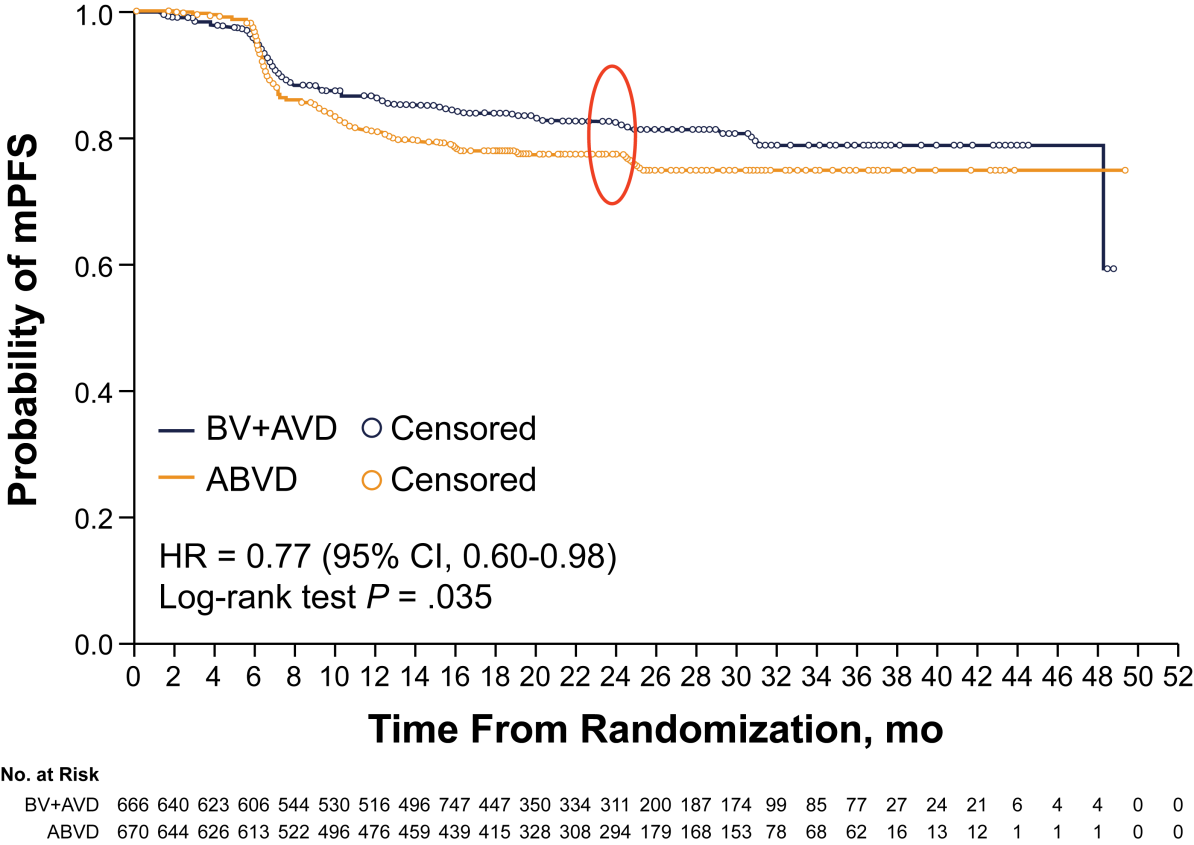 1.0
0.8
0.6
0.4
0.2
0.0
Probability of mPFS
BV+AVD Censored
ABVD Censored
HR = 0.77 (95% CI, 0.60-0.98)
Log-rank test P = .035
0 2 4 6 8 10 12 14 16 18 20 22 24 26 28 30 32 34 36 38 40 42 44 46 48 50 52
Time From Randomization, mo
No. at Risk
BV+AVD 666 640 623 606 544 530 516 496 747 447 350 334 311 200 187 174 99 85 77 27 24 21 6 4 4 0 0
ABVD 670 644 626 613 522 496 476 459 439 415 328 308 294 179 168 153 78 68 62 16 13 12 1 1 1 0 0